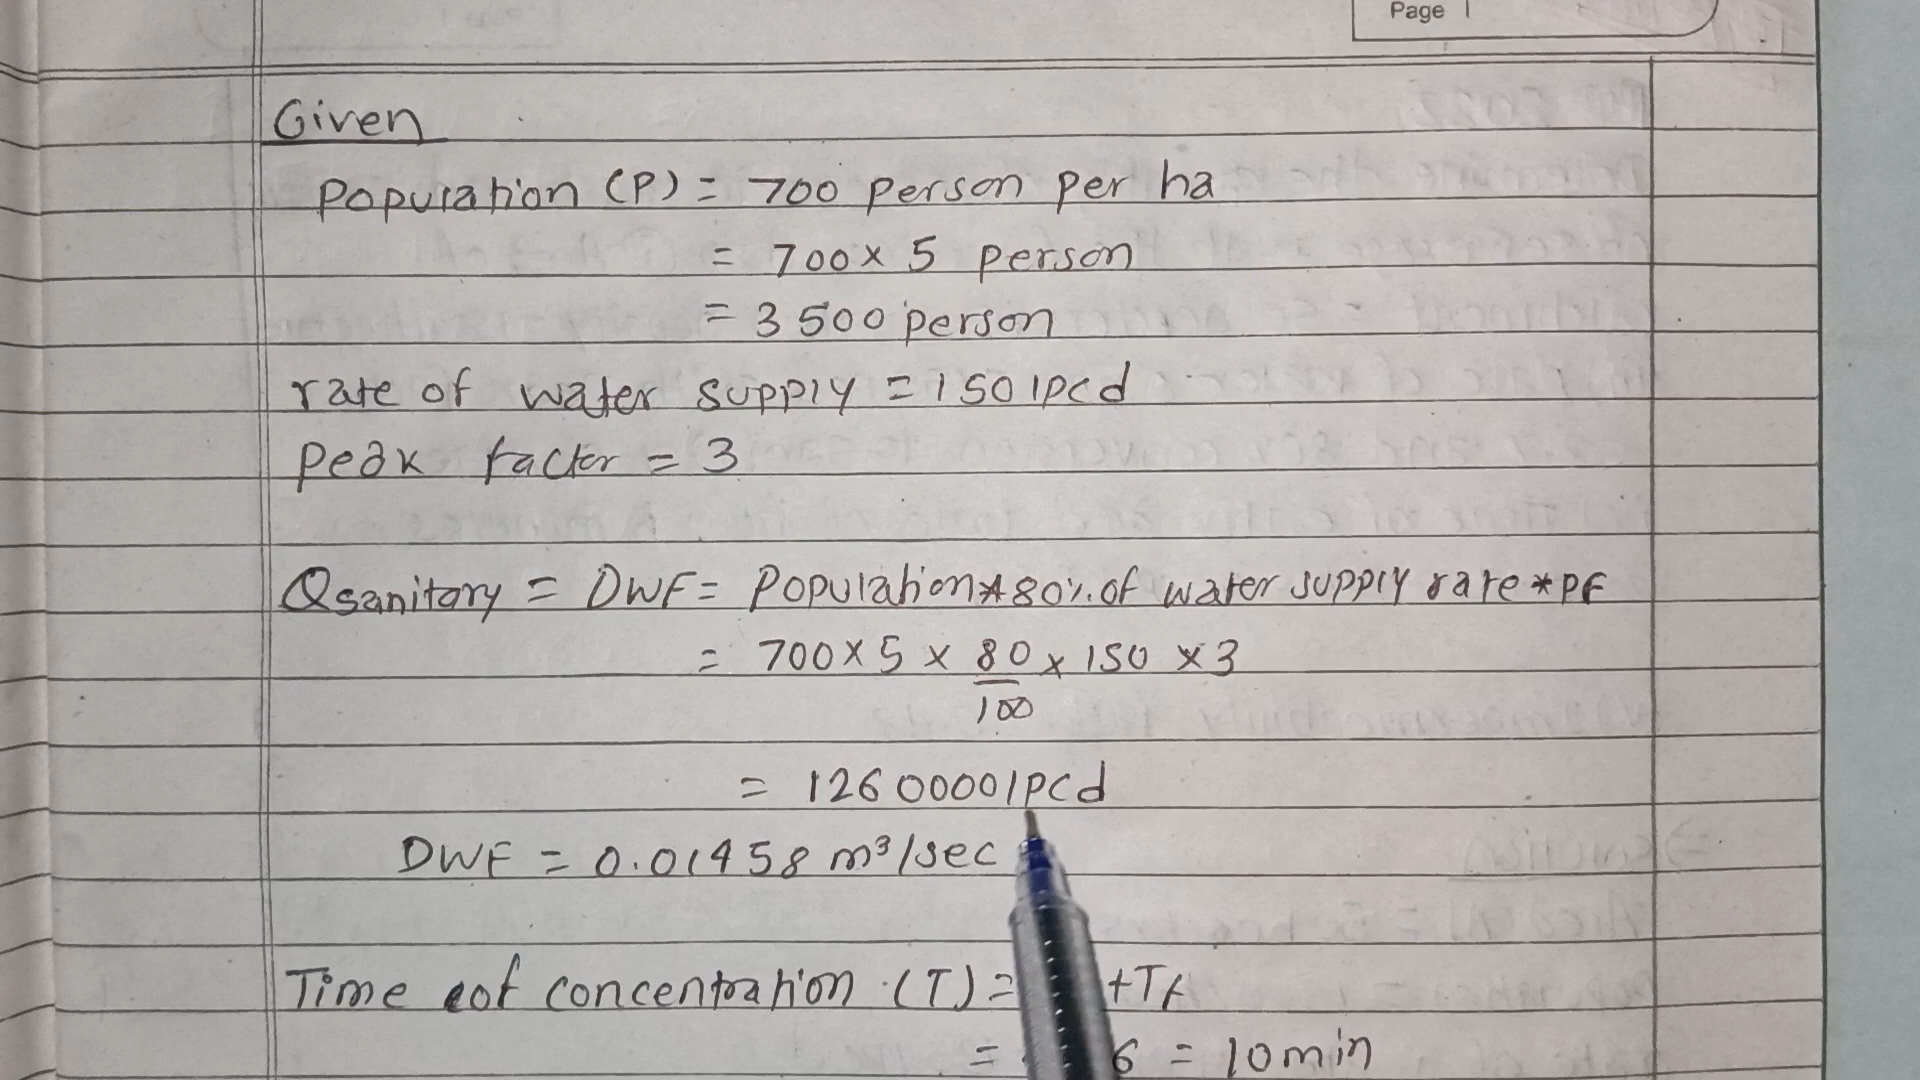 Page 1
Given
Population (P) = 700 person per ha
= 700 × 5 person
= 3500 person
rate of water supply = 150 lpcd
peak factor = 3
Qsanitary = DWF = Population * 80% of water supply rate * PF
= 700 × 5 × 80/100 × 150 × 3
= 1260000 lpcd
DWF = 0.01458 m³/sec
Time of concentration (T) = + Tf
= 6 = 10 min